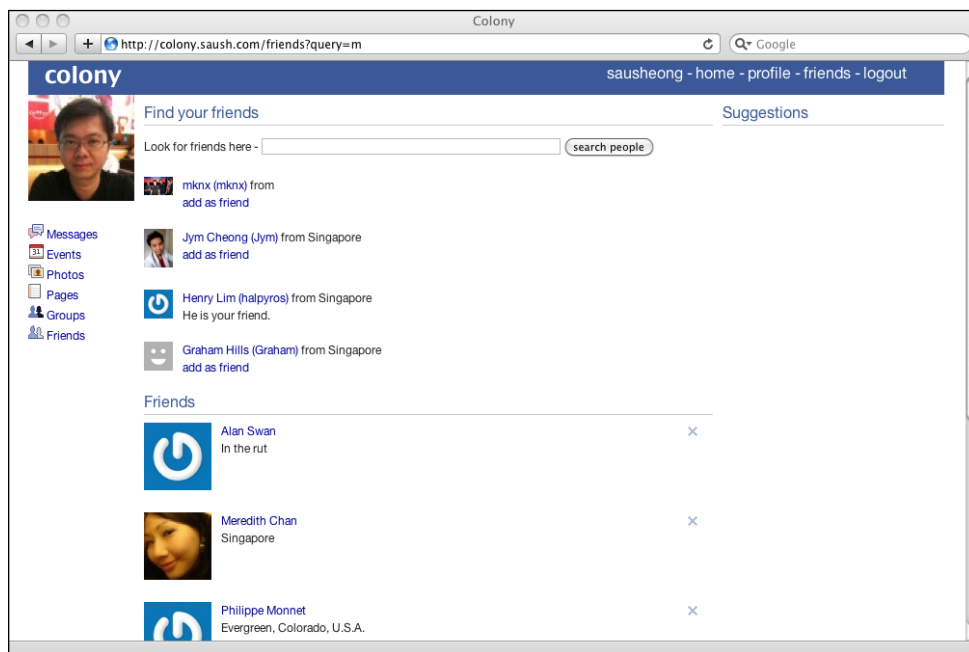 Colony
http://colony.saush.com/friends?query=m
Google
colony
sausheong - home - profile - friends - logout
Find your friends
Suggestions
Look for friends here -
search people
mknx (mknx) from
add as friend
Jym Cheong (Jym) from Singapore
add as friend
Messages
31 Events
Photos
Pages
Groups
Friends
Henry Lim (halpyros) from Singapore
He is your friend.
Graham Hills (Graham) from Singapore
add as friend
Friends
Alan Swan
In the rut
Meredith Chan
Singapore
Philippe Monnet
Evergreen, Colorado, U.S.A.